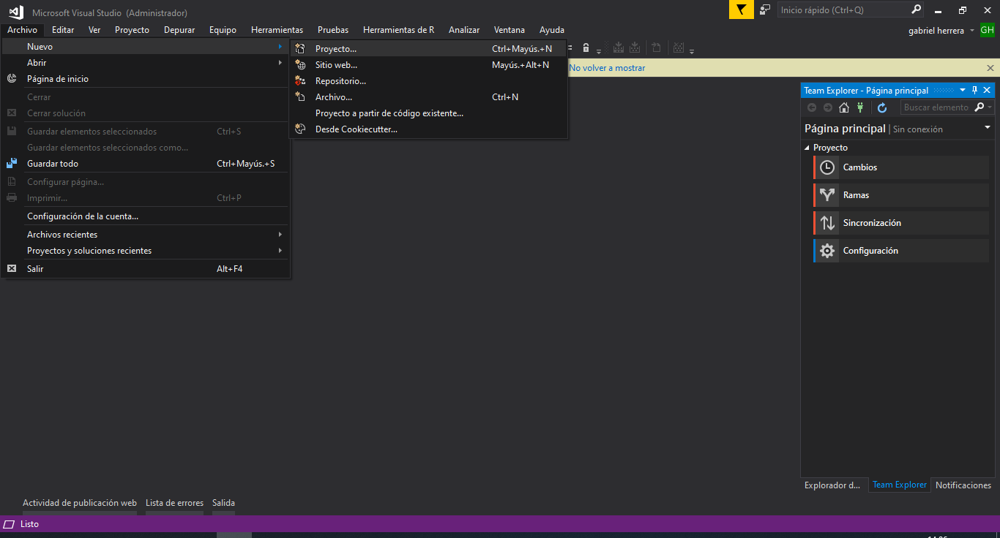 Microsoft Visual Studio (Administrador)
Inicio rápido (Ctrl+Q)
Archivo Editar Ver Proyecto Depurar Equipo Herramientas Pruebas Herramientas de R Analizar Ventana Ayuda
gabriel herrera GH
Nuevo
Abrir
Página de inicio
Cerrar
Cerrar solución
Guardar elementos seleccionados Ctrl+S
Guardar elementos seleccionados como...
Guardar todo Ctrl+Mayús.+S
Configurar página...
Imprimir... Ctrl+P
Configuración de la cuenta...
Archivos recientes
Proyectos y soluciones recientes
Salir Alt+F4
Proyecto... Ctrl+Mayús.+N
Sitio web... Mayús.+Alt+N
Repositorio...
Archivo... Ctrl+N
Proyecto a partir de código existente...
Desde Cookiecutter...
No volver a mostrar
Team Explorer - Página principal
Buscar elemento
Página principal | Sin conexión
Proyecto
Cambios
Ramas
Sincronización
Configuración
Explorador d... Team Explorer Notificaciones
Actividad de publicación web Lista de errores Salida
Listo